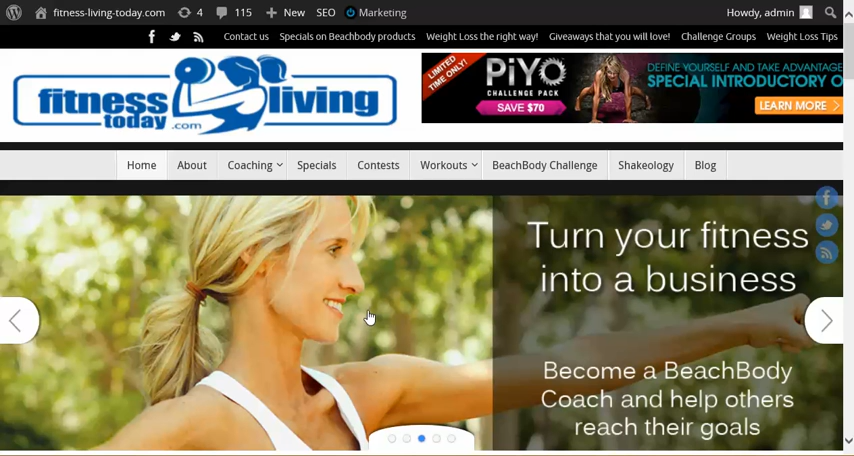 fitness-living-today.com 4 115 New SEO Marketing Howdy, admin
Contact us Specials on Beachbody products Weight Loss the right way! Giveaways that you will love! Challenge Groups Weight Loss Tips
fitness living
today.com
LIMITED
TIME ONLY!
PiYO
CHALLENGE PACK
SAVE $70
DEFINE YOURSELF AND TAKE ADVANTAGE
SPECIAL INTRODUCTORY O
LEARN MORE
Home About Coaching Specials Contests Workouts BeachBody Challenge Shakeology Blog
Turn your fitness
into a business
Become a BeachBody
Coach and help others
reach their goals